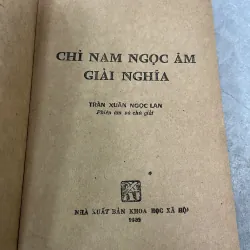 CHỈ NAM NGỌC ÂM
GIẢI NGHĨA
TRẦN XUÂN NGỌC LAN
Phiên âm và chú giải
NHÀ XUẤT BẢN KHOA HỌC XÃ HỘI